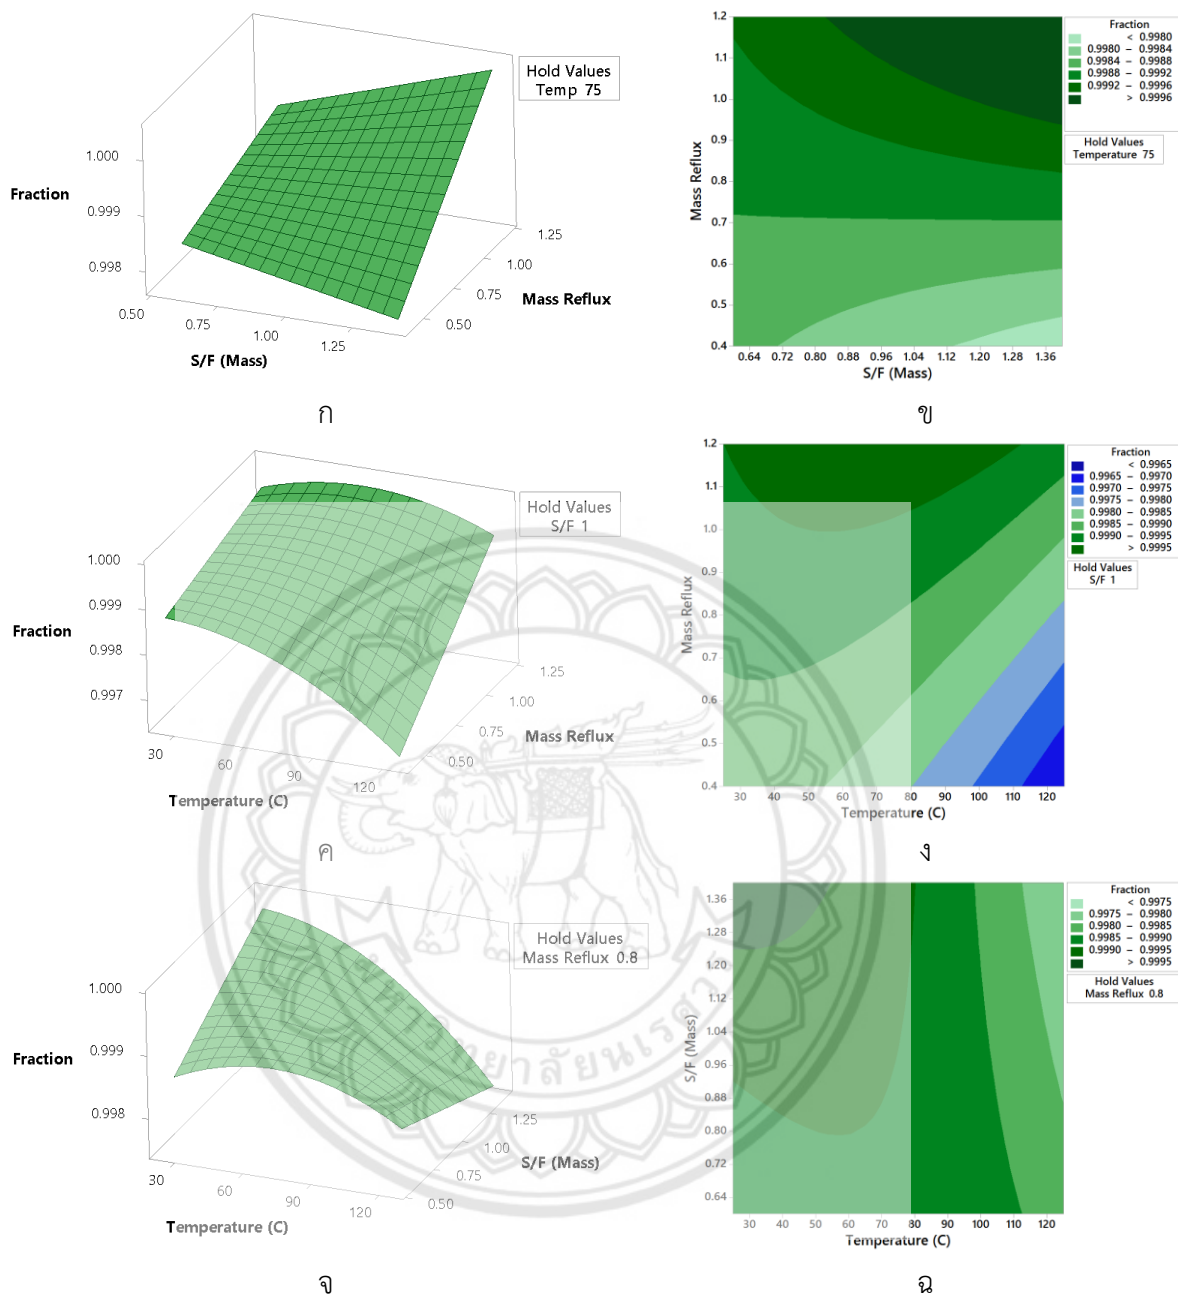 Hold Values
Temp 75
1.000
0.999
0.998
Fraction
0.50
0.75
1.00
1.25
S/F (Mass)
1.25
1.00
0.75
0.50
Mass Reflux
ก
1.2
1.1
1.0
0.9
0.8
0.7
0.6
0.5
0.4
Mass Reflux
0.64 0.72 0.80 0.88 0.96 1.04 1.12 1.20 1.28 1.36
S/F (Mass)
Fraction
< 0.9980
0.9980 – 0.9984
0.9984 – 0.9988
0.9988 – 0.9992
0.9992 – 0.9996
> 0.9996
Hold Values
Temperature 75
ข
Hold Values
S/F 1
1.000
0.999
0.998
0.997
Fraction
30
60
90
120
Temperature (C)
1.25
1.00
0.75
0.50
Mass Reflux
ค
1.2
1.1
1.0
0.9
0.8
0.7
0.6
0.5
0.4
Mass Reflux
30 40 50 60 70 80 90 100 110 120
Temperature (C)
Fraction
< 0.9965
0.9965 – 0.9970
0.9970 – 0.9975
0.9975 – 0.9980
0.9980 – 0.9985
0.9985 – 0.9990
0.9990 – 0.9995
> 0.9995
Hold Values
S/F 1
ง
Hold Values
Mass Reflux 0.8
1.000
0.999
0.998
Fraction
30
60
90
120
Temperature (C)
1.25
1.00
0.75
0.50
S/F (Mass)
จ
1.36
1.28
1.20
1.12
1.04
0.96
0.88
0.80
0.72
0.64
S/F (Mass)
30 40 50 60 70 80 90 100 110 120
Temperature (C)
Fraction
< 0.9975
0.9975 – 0.9980
0.9980 – 0.9985
0.9985 – 0.9990
0.9990 – 0.9995
> 0.9995
Hold Values
Mass Reflux 0.8
ฉ